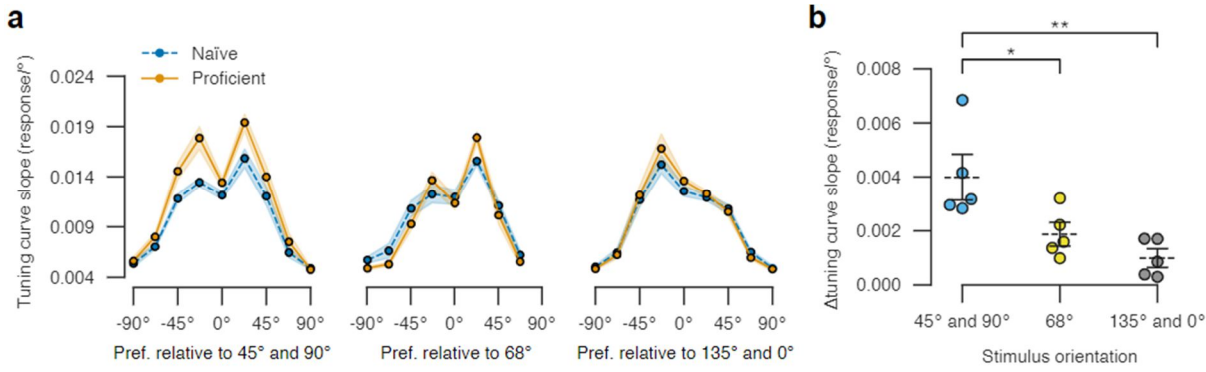 a
Naïve
Proficient
Tuning curve slope (response/°)
0.024
0.019
0.014
0.009
0.004
-90° -45° 0° 45° 90°
Pref. relative to 45° and 90°
-90° -45° 0° 45° 90°
Pref. relative to 68°
-90° -45° 0° 45° 90°
Pref. relative to 135° and 0°
b
**
*
Δtuning curve slope (response/°)
0.008
0.006
0.004
0.002
0.000
45° and 90° 68° 135° and 0°
Stimulus orientation